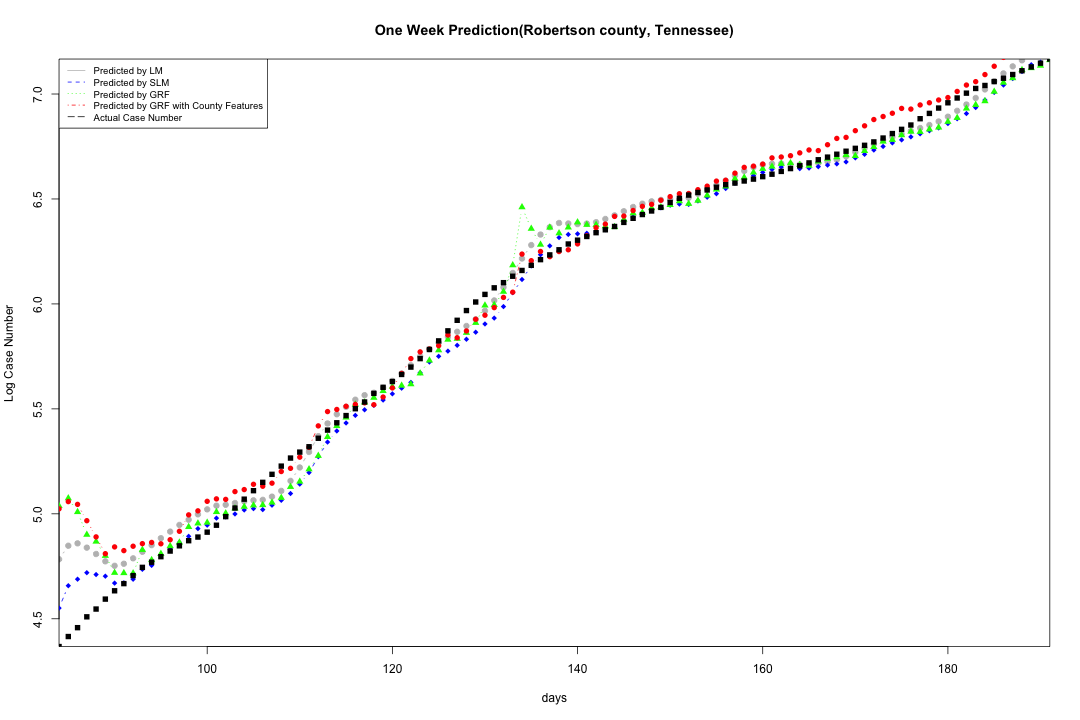 One Week Prediction(Robertson county, Tennessee)
Predicted by LM
Predicted by SLM
Predicted by GRF
Predicted by GRF with County Features
Actual Case Number
7.0
6.5
6.0
5.5
5.0
4.5
Log Case Number
100 120 140 160 180
days